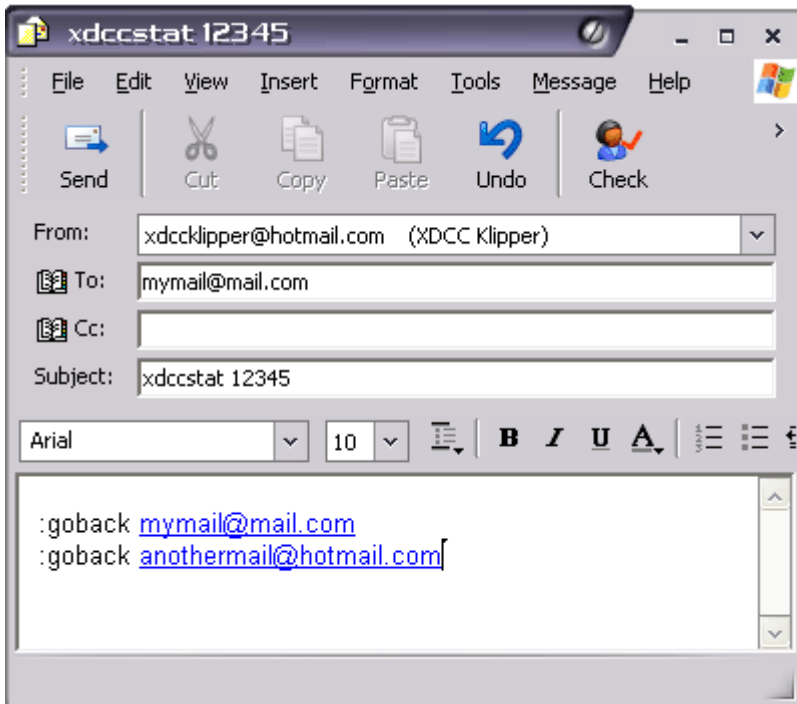 xdccstat 12345
File Edit View Insert Format Tools Message Help
Send Cut Copy Paste Undo Check
From: xdccklipper@hotmail.com (XDCC Klipper)
To: mymail@mail.com
Cc:
Subject: xdccstat 12345
Arial 10 B I U A
:goback mymail@mail.com
:goback anothermail@hotmail.com